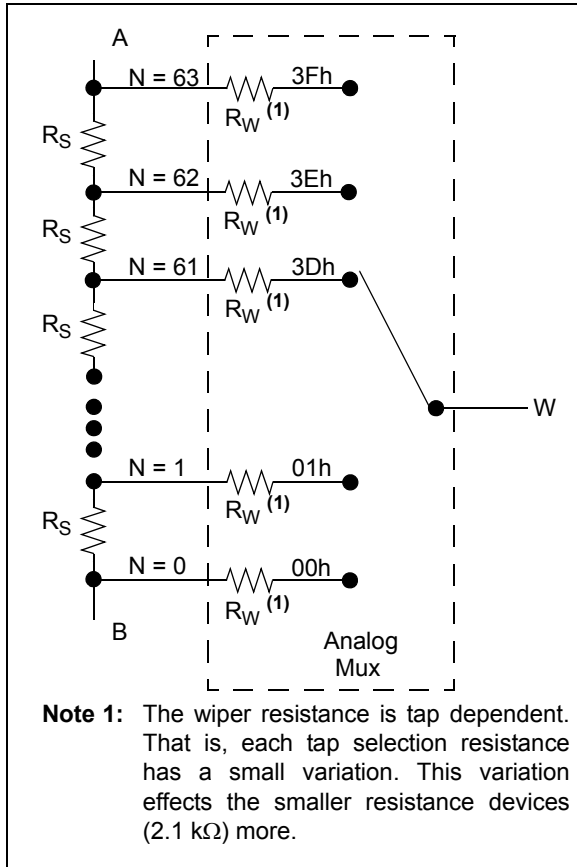 A
N = 63 3Fh
R_W (1)
R_S
N = 62 3Eh
R_W (1)
R_S
N = 61 3Dh
R_W (1)
R_S
W
N = 1 01h
R_W (1)
R_S
N = 0 00h
R_W (1)
B
Analog
Mux
Note 1: The wiper resistance is tap dependent.
That is, each tap selection resistance
has a small variation. This variation
effects the smaller resistance devices
(2.1 kΩ) more.